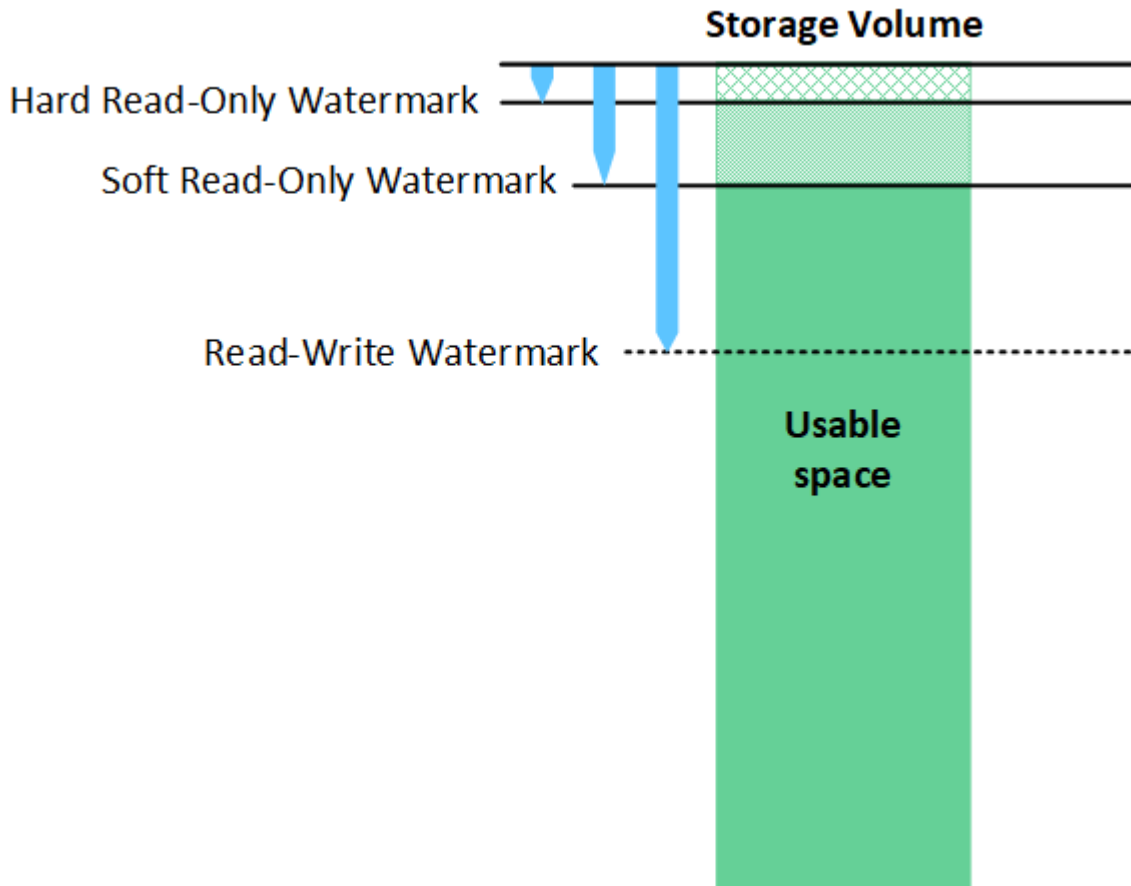 Storage Volume
Hard Read-Only Watermark
Soft Read-Only Watermark
Read-Write Watermark
Usable
space